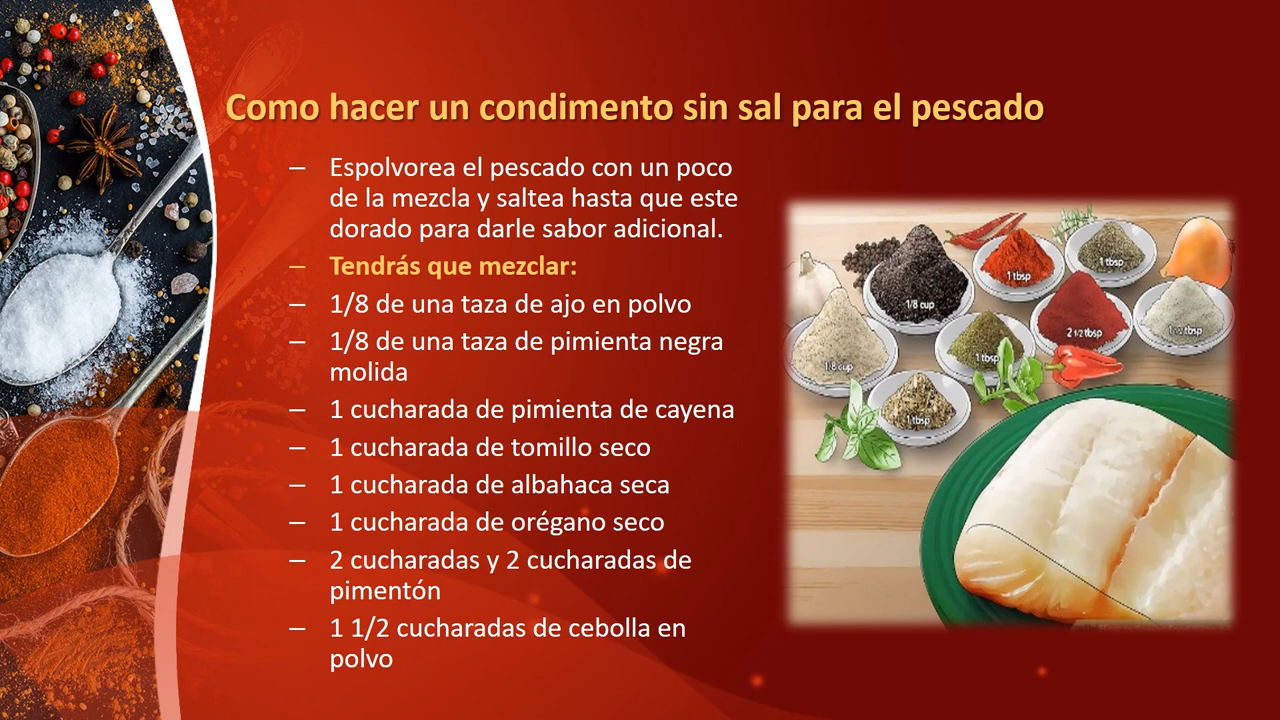 Como hacer un condimento sin sal para el pescado
– Espolvorea el pescado con un poco
de la mezcla y saltea hasta que este
dorado para darle sabor adicional.
– Tendrás que mezclar:
– 1/8 de una taza de ajo en polvo
– 1/8 de una taza de pimienta negra
molida
– 1 cucharada de pimienta de cayena
– 1 cucharada de tomillo seco
– 1 cucharada de albahaca seca
– 1 cucharada de orégano seco
– 2 cucharadas y 2 cucharadas de
pimentón
– 1 1/2 cucharadas de cebolla en
polvo
1 tbsp
1 tbsp
1/8 cup
2 1/2 tbsp
1 1/2 tbsp
1/8 cup
1 tbsp
1 tbsp